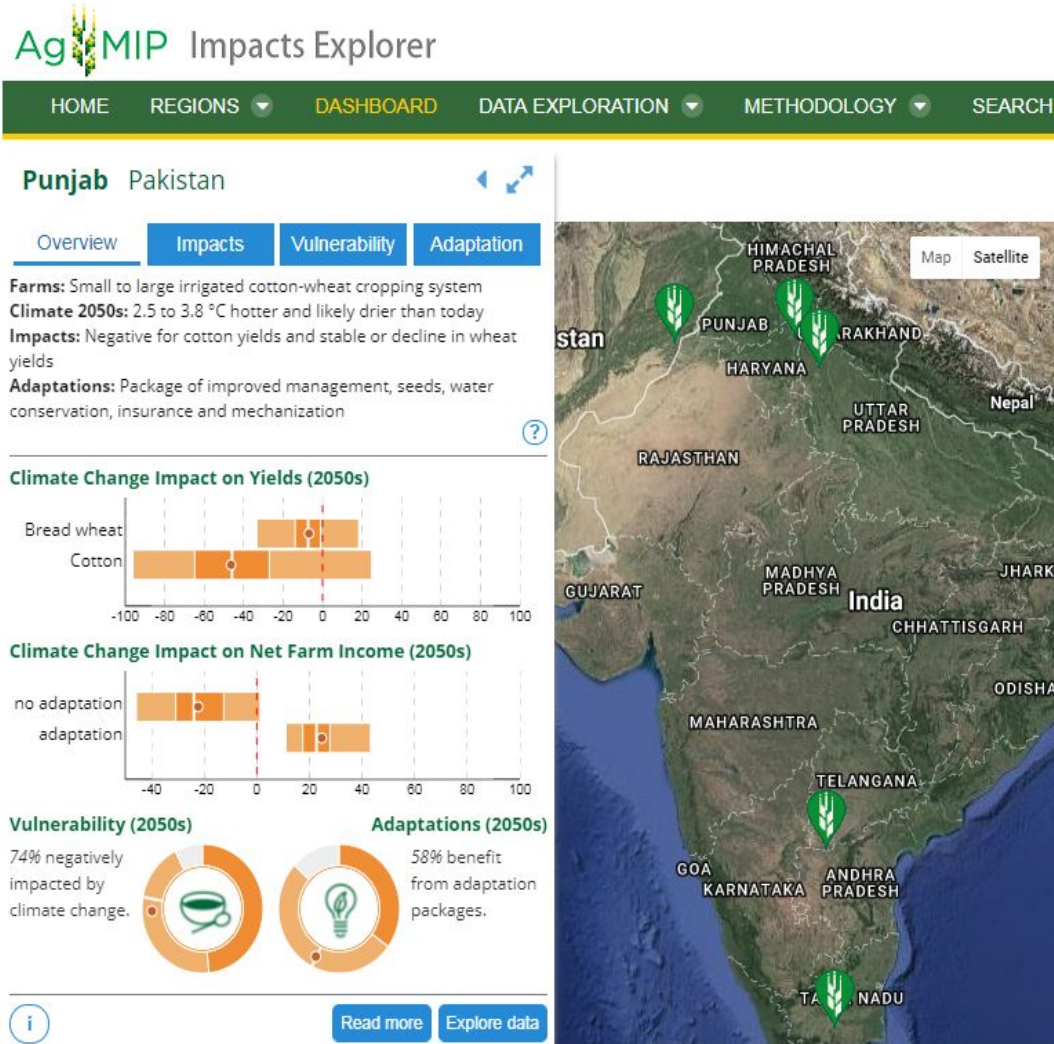 AgMIP Impacts Explorer
HOME REGIONS DASHBOARD DATA EXPLORATION METHODOLOGY SEARCH
Punjab Pakistan
Overview Impacts Vulnerability Adaptation
Farms: Small to large irrigated cotton-wheat cropping system
Climate 2050s: 2.5 to 3.8 °C hotter and likely drier than today
Impacts: Negative for cotton yields and stable or decline in wheat
yields
Adaptations: Package of improved management, seeds, water
conservation, insurance and mechanization
?
Climate Change Impact on Yields (2050s)
Bread wheat
Cotton
-100 -80 -60 -40 -20 0 20 40 60 80 100
Climate Change Impact on Net Farm Income (2050s)
no adaptation
adaptation
-40 -20 0 20 40 60 80 100
Vulnerability (2050s)
74% negatively
impacted by
climate change.
Adaptations (2050s)
58% benefit
from adaptation
packages.
i
Read more Explore data
Map Satellite
HIMACHAL
PRADESH
stan
PUNJAB
RAKHAND
HARYANA
Nepal
UTTAR
PRADESH
RAJASTHAN
GUJARAT
MADHYA
PRADESH
JHARK
India
CHHATTISGARH
ODISHA
MAHARASHTRA
TELANGANA
GOA
KARNATAKA
ANDHRA
PRADESH
TA NADU